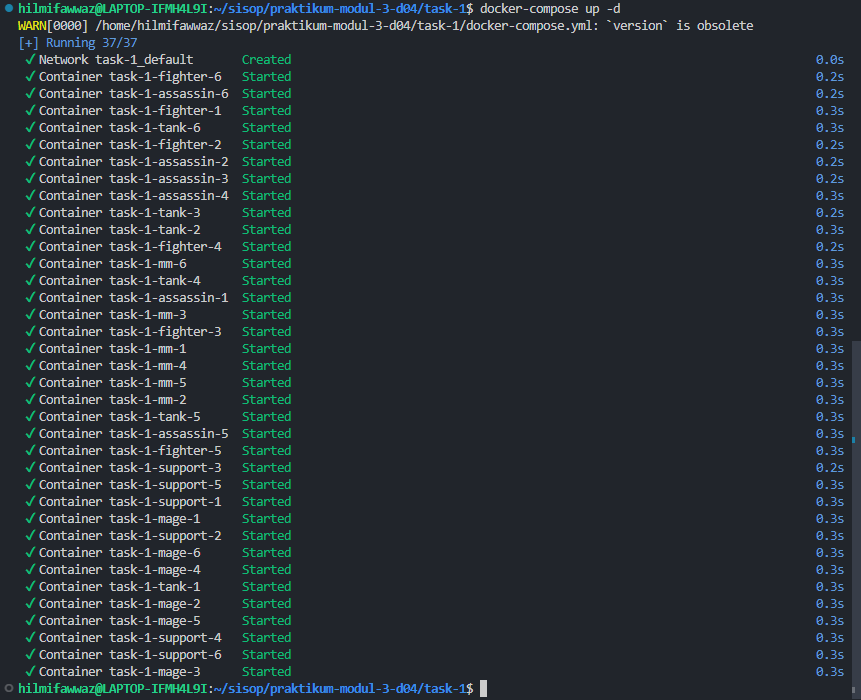 hilmifawwaz@LAPTOP-IFMH4L9I:~/sisop/praktikum-modul-3-d04/task-1$ docker-compose up -d
WARN[0000] /home/hilmifawwaz/sisop/praktikum-modul-3-d04/task-1/docker-compose.yml: `version` is obsolete
[+] Running 37/37
✓ Network task-1_default Created 0.0s
✓ Container task-1-fighter-6 Started 0.2s
✓ Container task-1-assassin-6 Started 0.2s
✓ Container task-1-fighter-1 Started 0.3s
✓ Container task-1-tank-6 Started 0.3s
✓ Container task-1-fighter-2 Started 0.2s
✓ Container task-1-assassin-2 Started 0.2s
✓ Container task-1-assassin-3 Started 0.2s
✓ Container task-1-assassin-4 Started 0.3s
✓ Container task-1-tank-3 Started 0.2s
✓ Container task-1-tank-2 Started 0.3s
✓ Container task-1-fighter-4 Started 0.2s
✓ Container task-1-mm-6 Started 0.3s
✓ Container task-1-tank-4 Started 0.3s
✓ Container task-1-assassin-1 Started 0.3s
✓ Container task-1-mm-3 Started 0.3s
✓ Container task-1-fighter-3 Started 0.3s
✓ Container task-1-mm-1 Started 0.3s
✓ Container task-1-mm-4 Started 0.3s
✓ Container task-1-mm-5 Started 0.3s
✓ Container task-1-mm-2 Started 0.3s
✓ Container task-1-tank-5 Started 0.3s
✓ Container task-1-assassin-5 Started 0.3s
✓ Container task-1-fighter-5 Started 0.3s
✓ Container task-1-support-3 Started 0.2s
✓ Container task-1-support-5 Started 0.3s
✓ Container task-1-support-1 Started 0.3s
✓ Container task-1-mage-1 Started 0.3s
✓ Container task-1-support-2 Started 0.3s
✓ Container task-1-mage-6 Started 0.3s
✓ Container task-1-mage-4 Started 0.3s
✓ Container task-1-tank-1 Started 0.3s
✓ Container task-1-mage-2 Started 0.3s
✓ Container task-1-mage-5 Started 0.3s
✓ Container task-1-support-4 Started 0.3s
✓ Container task-1-support-6 Started 0.3s
✓ Container task-1-mage-3 Started 0.3s
hilmifawwaz@LAPTOP-IFMH4L9I:~/sisop/praktikum-modul-3-d04/task-1$